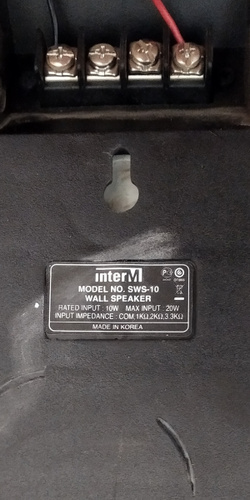 interM
MODEL NO. SWS-10
WALL SPEAKER
RATED INPUT : 10W MAX INPUT : 20W
INPUT IMPEDANCE : COM,1KΩ,2KΩ,3.3KΩ
MADE IN KOREA